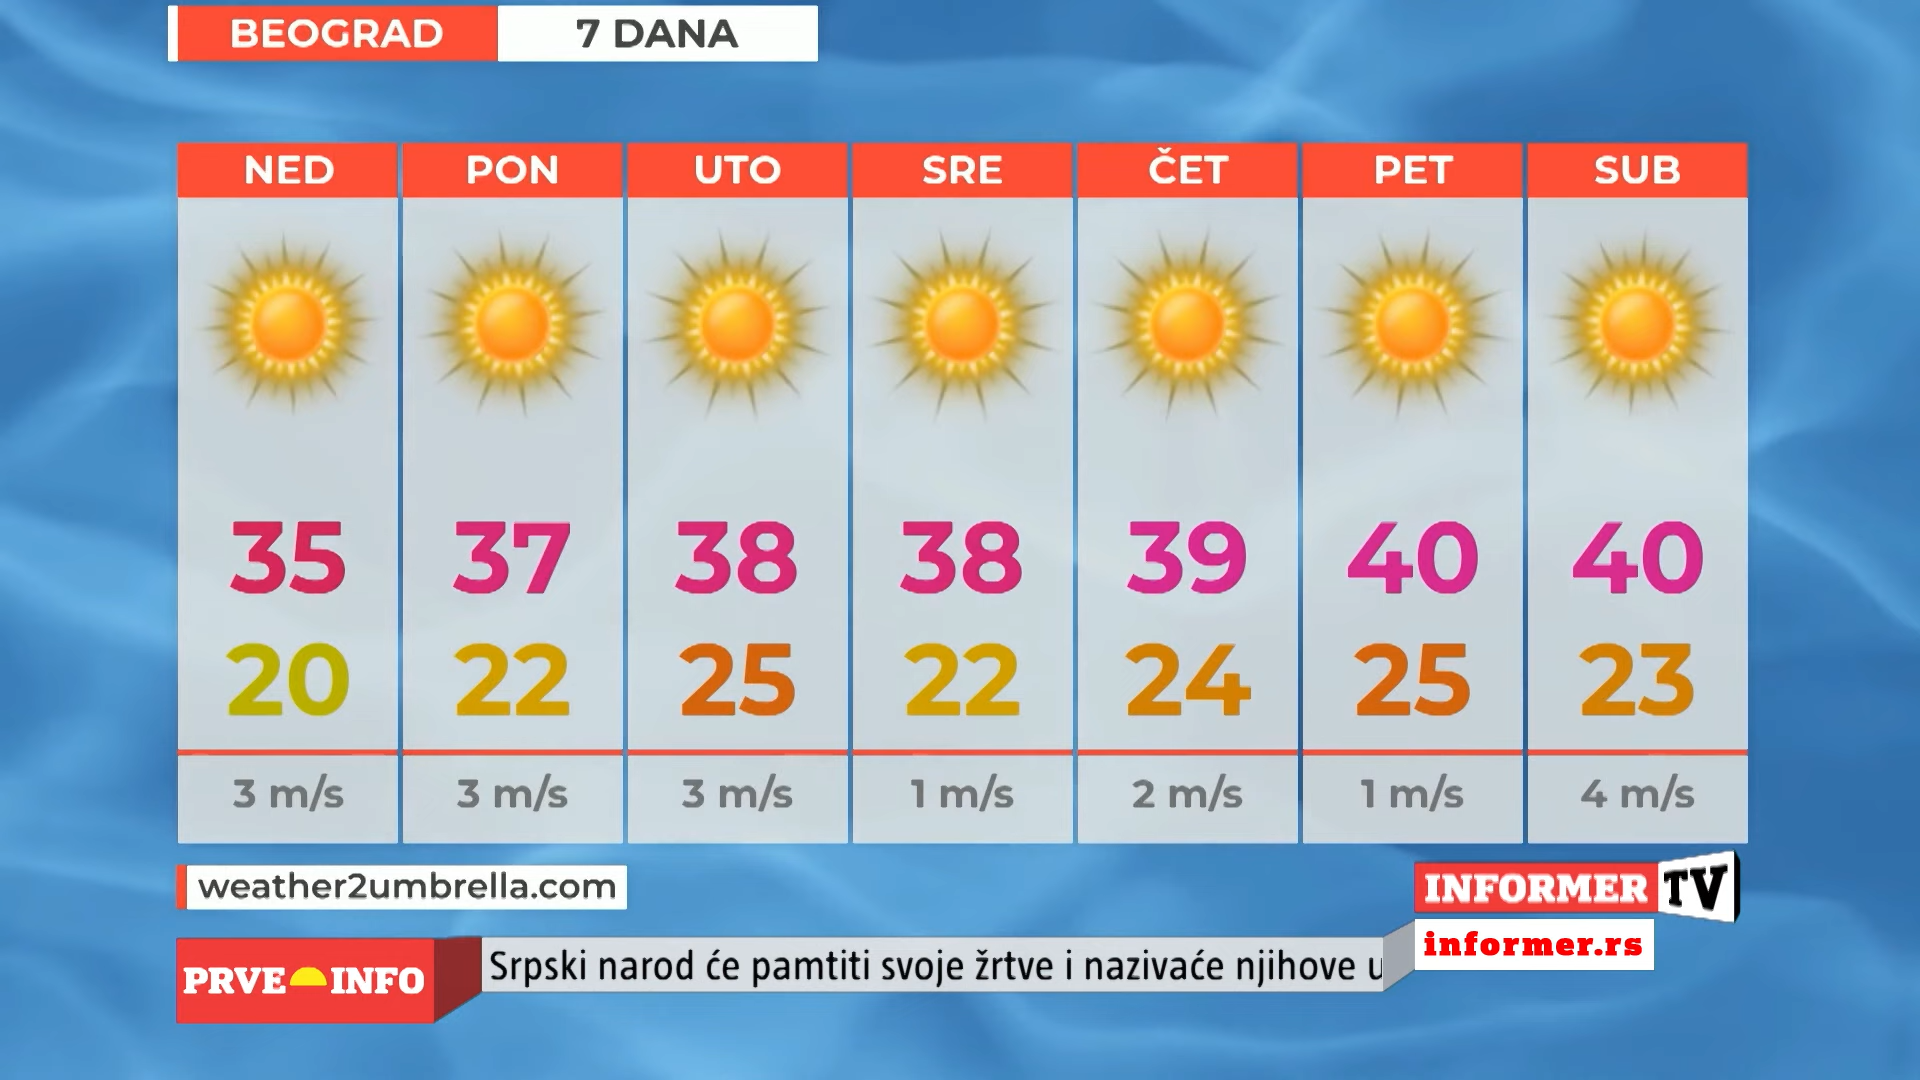 BEOGRAD 7 DANA
NED PON UTO SRE ČET PET SUB
35 37 38 38 39 40 40
20 22 25 22 24 25 23
3 m/s 3 m/s 3 m/s 1 m/s 2 m/s 1 m/s 4 m/s
weather2umbrella.com
INFORMER TV
informer.rs
PRVE INFO
Srpski narod će pamtiti svoje žrtve i nazivaće njihove